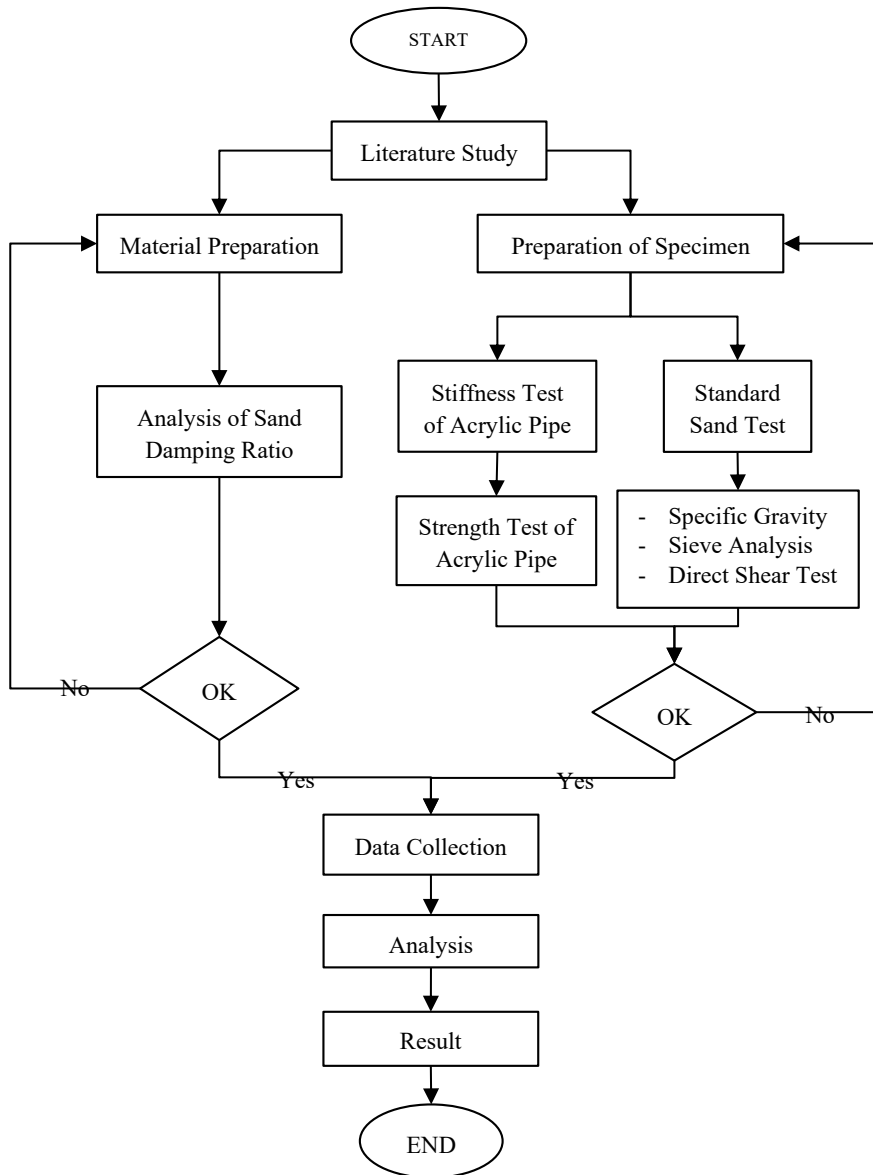 START
Literature Study
Material Preparation
Preparation of Specimen
Analysis of Sand
Damping Ratio
Stiffness Test
of Acrylic Pipe
Standard
Sand Test
Strength Test of
Acrylic Pipe
- Specific Gravity
- Sieve Analysis
- Direct Shear Test
No
OK
OK
No
Yes
Yes
Data Collection
Analysis
Result
END